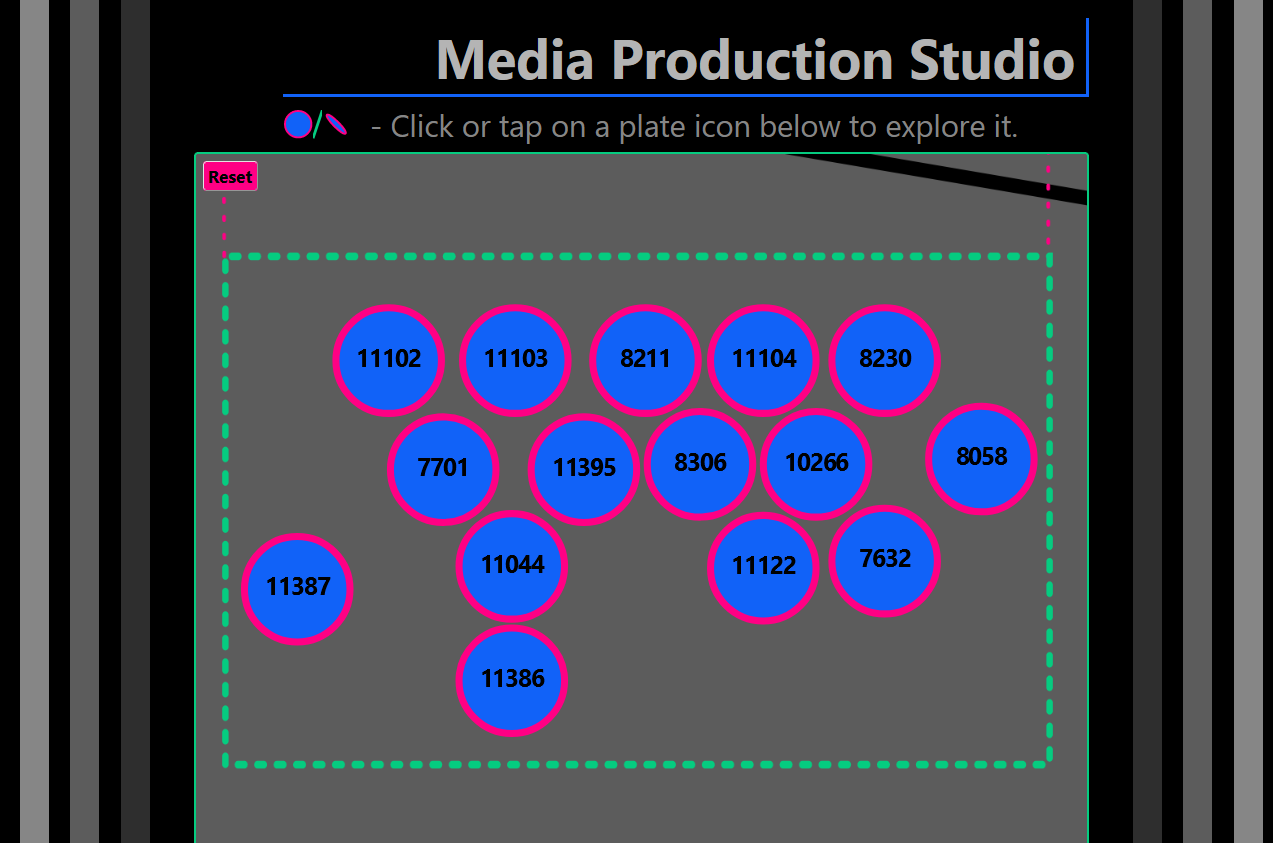 Media Production Studio
- Click or tap on a plate icon below to explore it.
Reset
11102 11103 8211 11104 8230
7701 11395 8306 10266 8058
11387 11044 11122 7632
11386